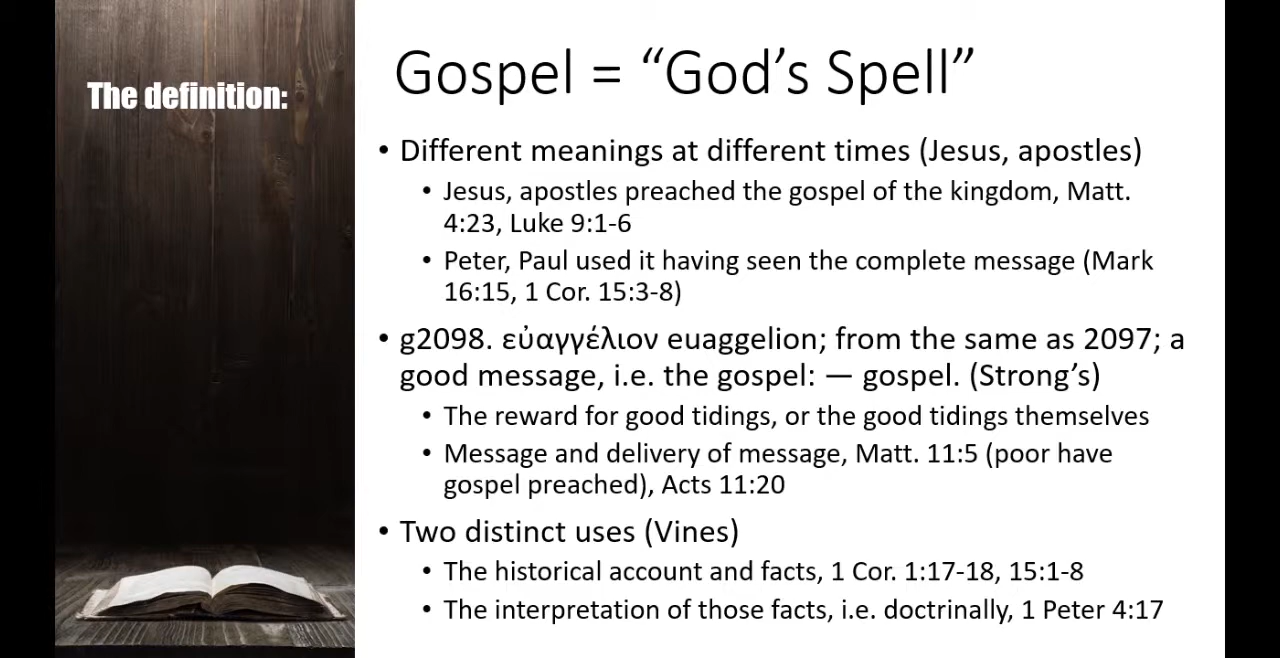 The definition:
Gospel = “God’s Spell”
• Different meanings at different times (Jesus, apostles)
• Jesus, apostles preached the gospel of the kingdom, Matt.
4:23, Luke 9:1-6
• Peter, Paul used it having seen the complete message (Mark
16:15, 1 Cor. 15:3-8)
• g2098. εὐαγγέλιον euaggelion; from the same as 2097; a
good message, i.e. the gospel: — gospel. (Strong’s)
• The reward for good tidings, or the good tidings themselves
• Message and delivery of message, Matt. 11:5 (poor have
gospel preached), Acts 11:20
• Two distinct uses (Vines)
• The historical account and facts, 1 Cor. 1:17-18, 15:1-8
• The interpretation of those facts, i.e. doctrinally, 1 Peter 4:17